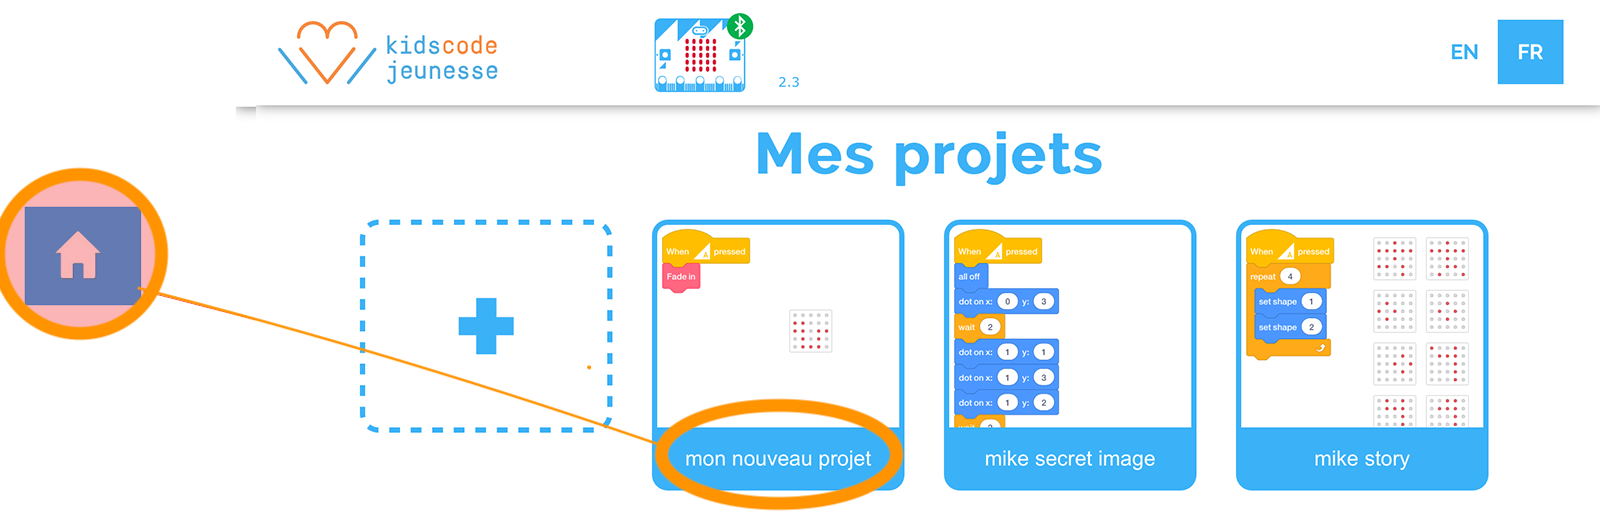 kidscode
jeunesse
2.3
EN
FR
Mes projets
When A pressed
Fade in
mon nouveau projet
When A pressed
all off
dot on x: 0 y: 3
wait 2
dot on x: 1 y: 1
dot on x: 1 y: 3
dot on x: 1 y: 2
mike secret image
When A pressed
repeat 4
set shape 1
set shape 2
mike story